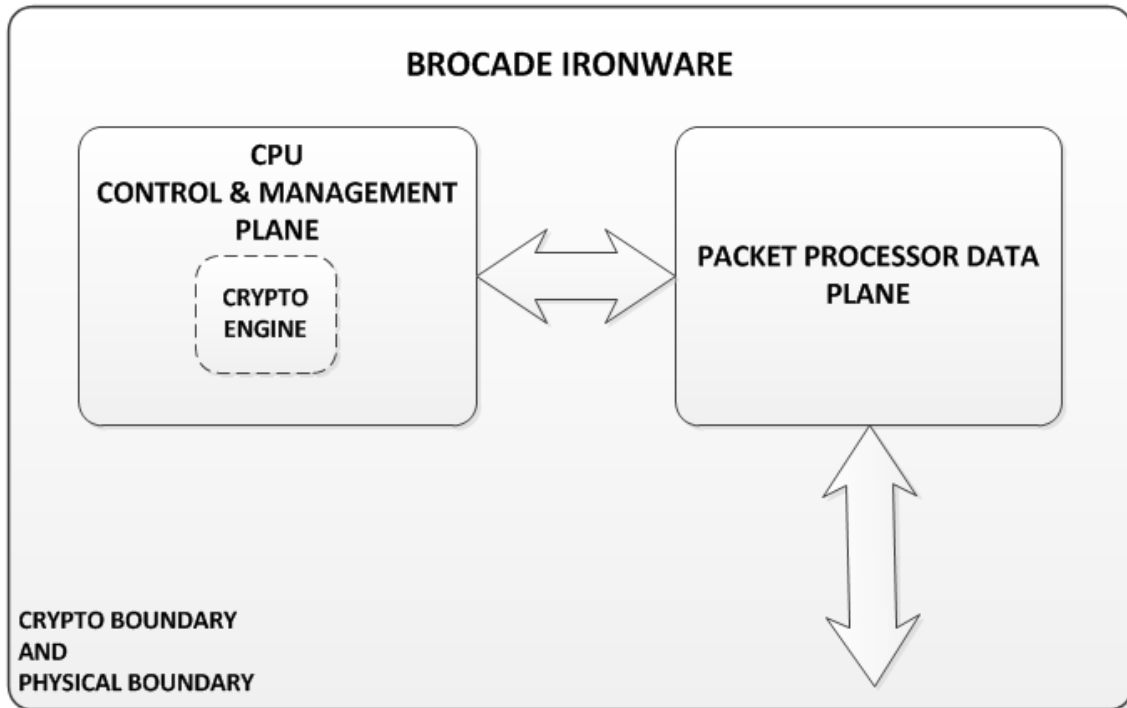 BROCADE IRONWARE
CPU
CONTROL & MANAGEMENT
PLANE
CRYPTO
ENGINE
PACKET PROCESSOR DATA
PLANE
CRYPTO BOUNDARY
AND
PHYSICAL BOUNDARY